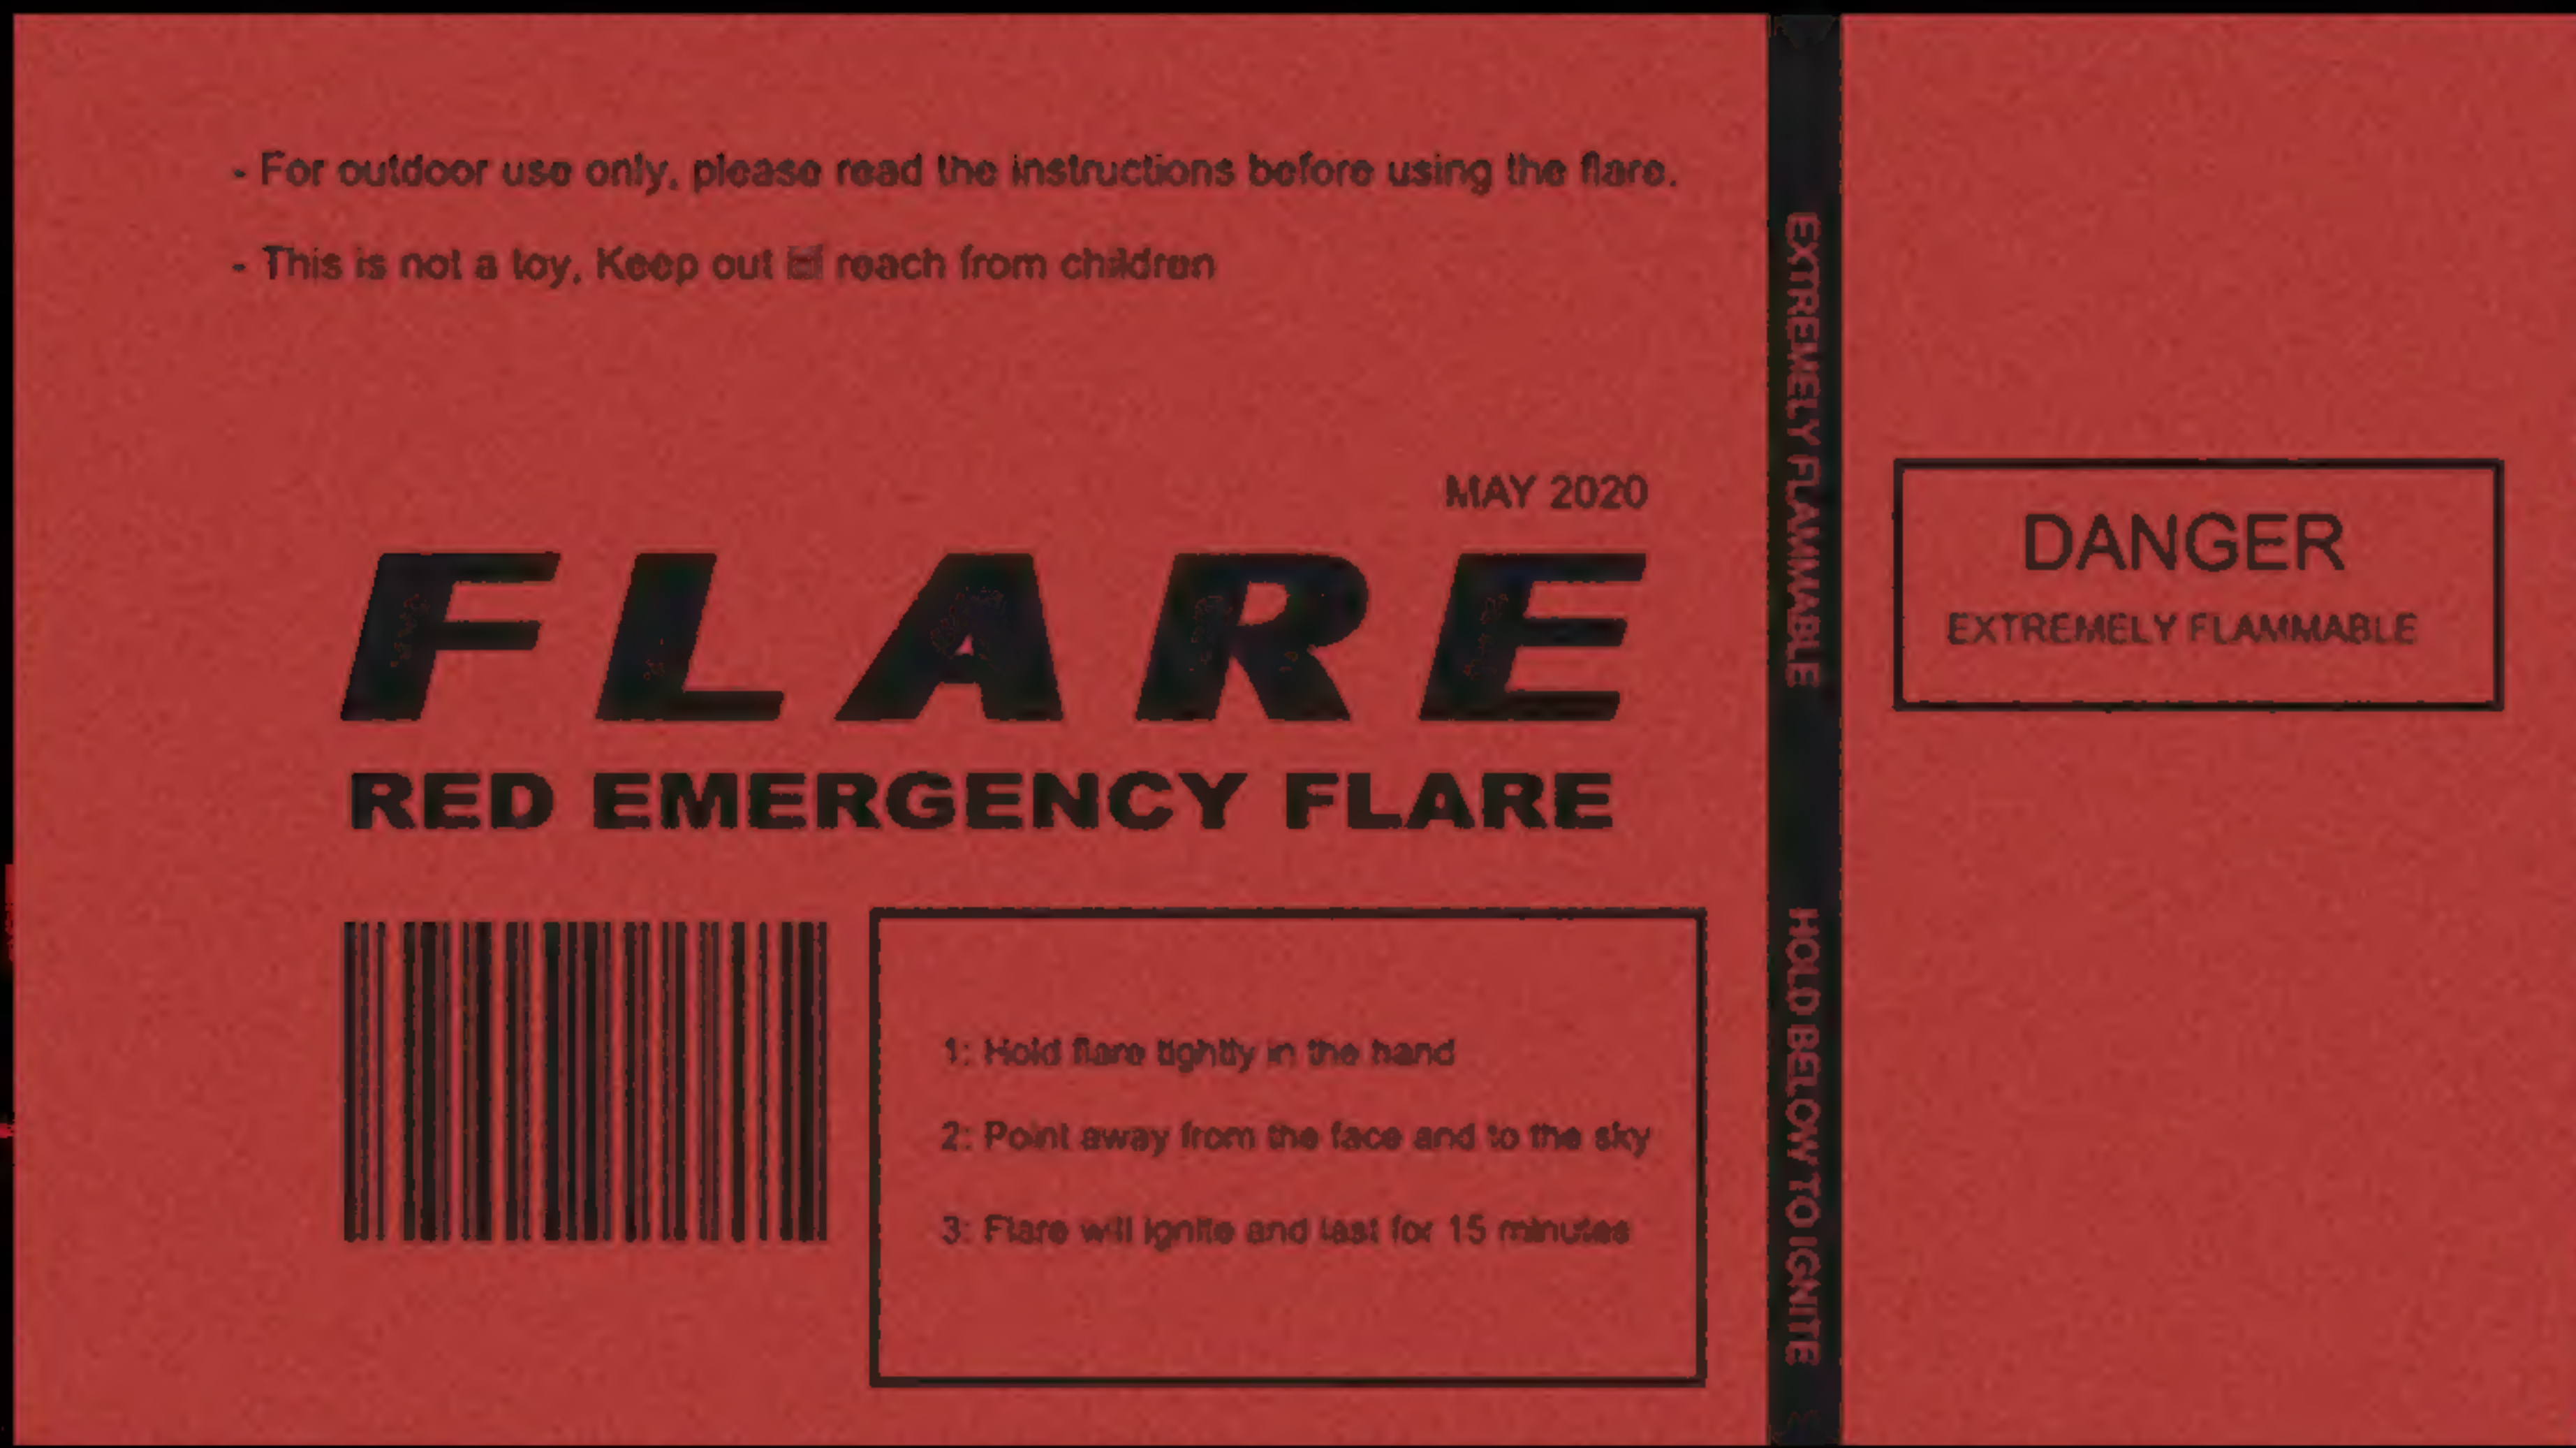 - For outdoor use only, please read the instructions before using the flare.
- This is not a toy, Keep out of reach from children
MAY 2020
FLARE
RED EMERGENCY FLARE
1: Hold flare tightly in the hand
2: Point away from the face and to the sky
3: Flare will ignite and last for 15 minutes
EXTREMELY FLAMMABLE
HOLD BELOW TO IGNITE
DANGER
EXTREMELY FLAMMABLE